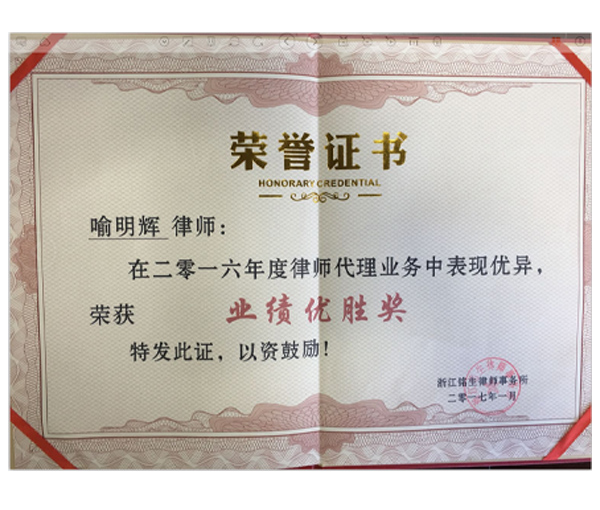 荣誉证书
HONORARY CREDENTIAL
喻明辉 律师：
在二零一六年度律师代理业务中表现优异，
荣获 业绩优胜奖
特发此证，以资鼓励！
浙江锦生律师事务所
二零一七年一月